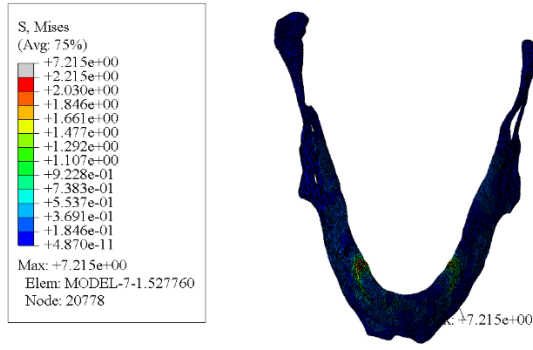 S, Mises
(Avg: 75%)
+7.215e+00
+2.215e+00
+2.030e+00
+1.846e+00
+1.661e+00
+1.477e+00
+1.292e+00
+1.107e+00
+9.228e-01
+7.383e-01
+5.537e-01
+3.691e-01
+1.846e-01
+4.870e-11
Max: +7.215e+00
Elem: MODEL-7-1.527760
Node: 20778
+7.215e+00